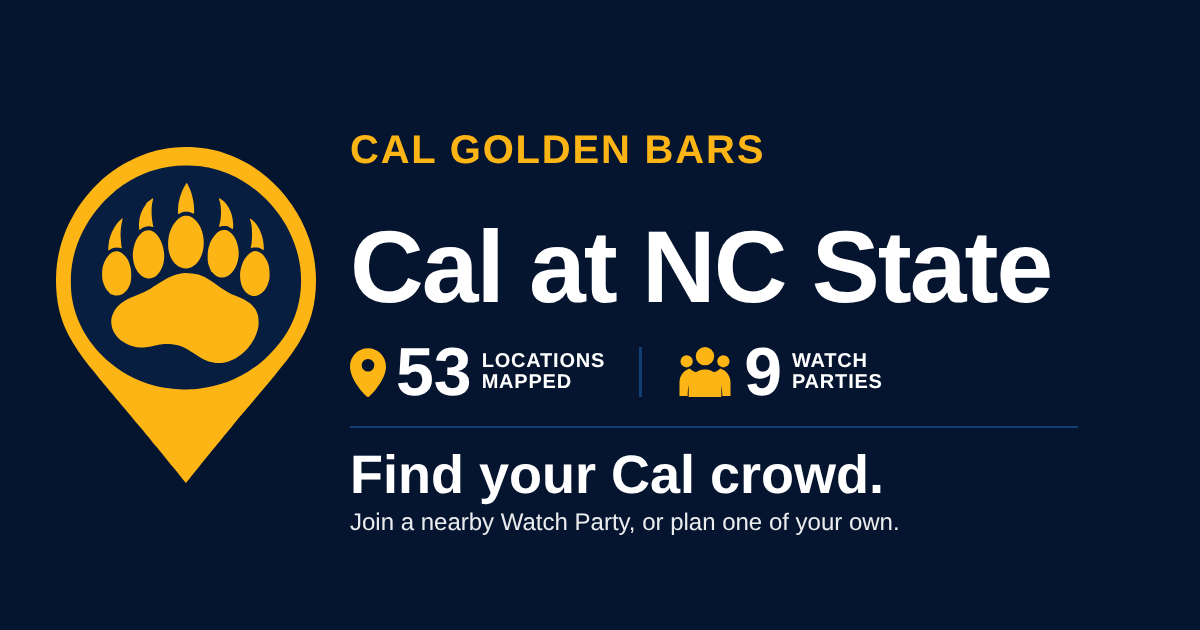 CAL GOLDEN BARS
Cal at NC State
53 LOCATIONS MAPPED
9 WATCH PARTIES
Find your Cal crowd.
Join a nearby Watch Party, or plan one of your own.